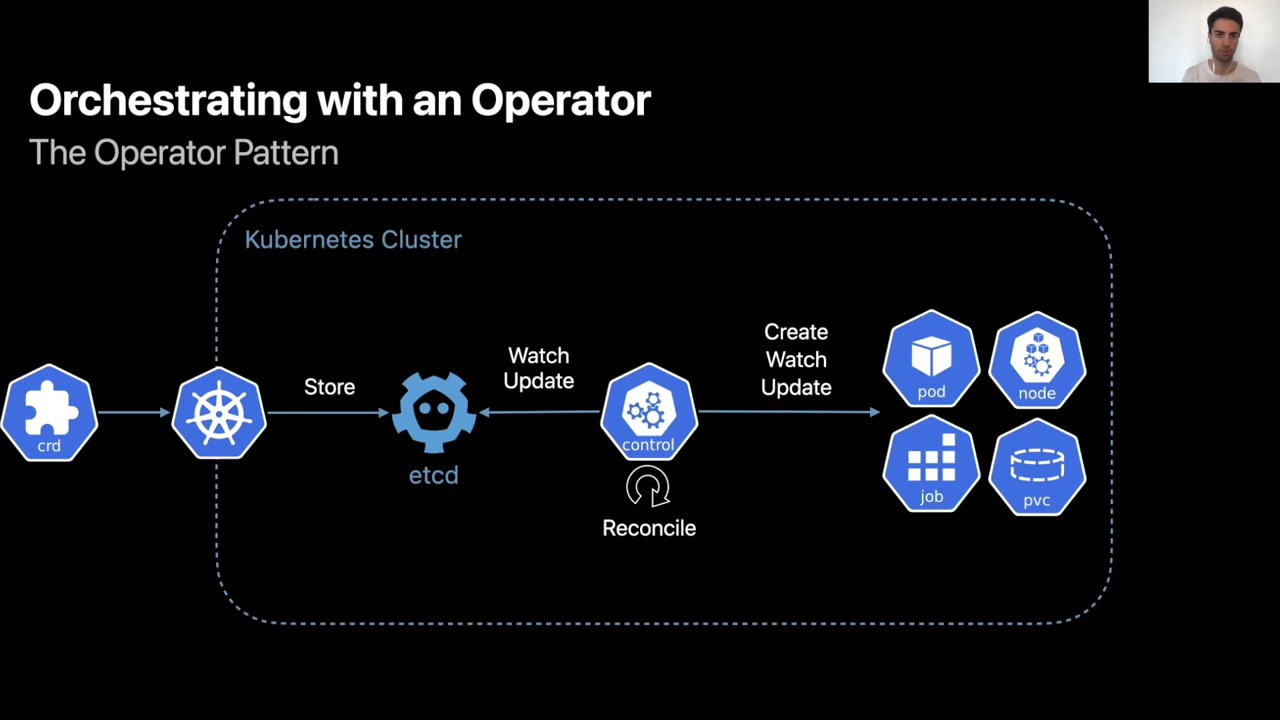 Orchestrating with an Operator
The Operator Pattern
Kubernetes Cluster
crd
Store
etcd
Watch
Update
control
Reconcile
Create
Watch
Update
pod
node
job
pvc